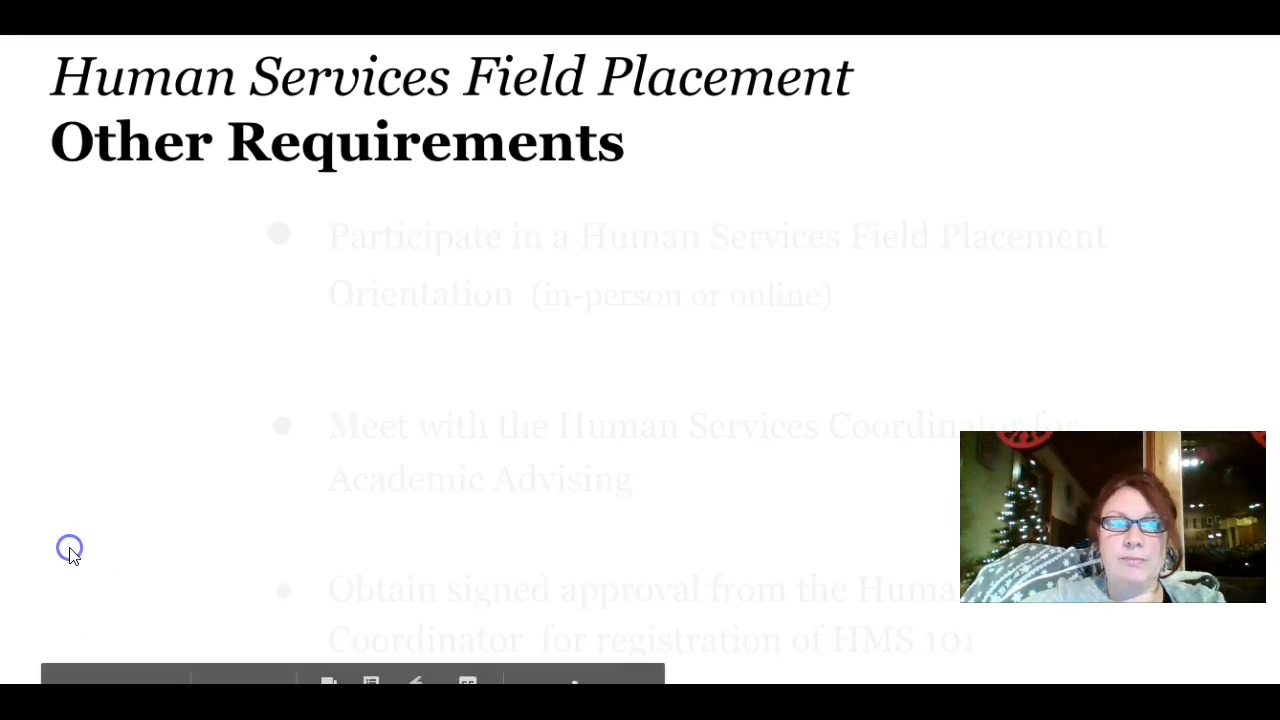 Human Services Field Placement
Other Requirements
● Participate in a Human Services Field Placement
Orientation (in-person or online)
● Meet with the Human Services Coordinator for
Academic Advising
● Obtain signed approval from the
Coordinator for registration of HMS 101